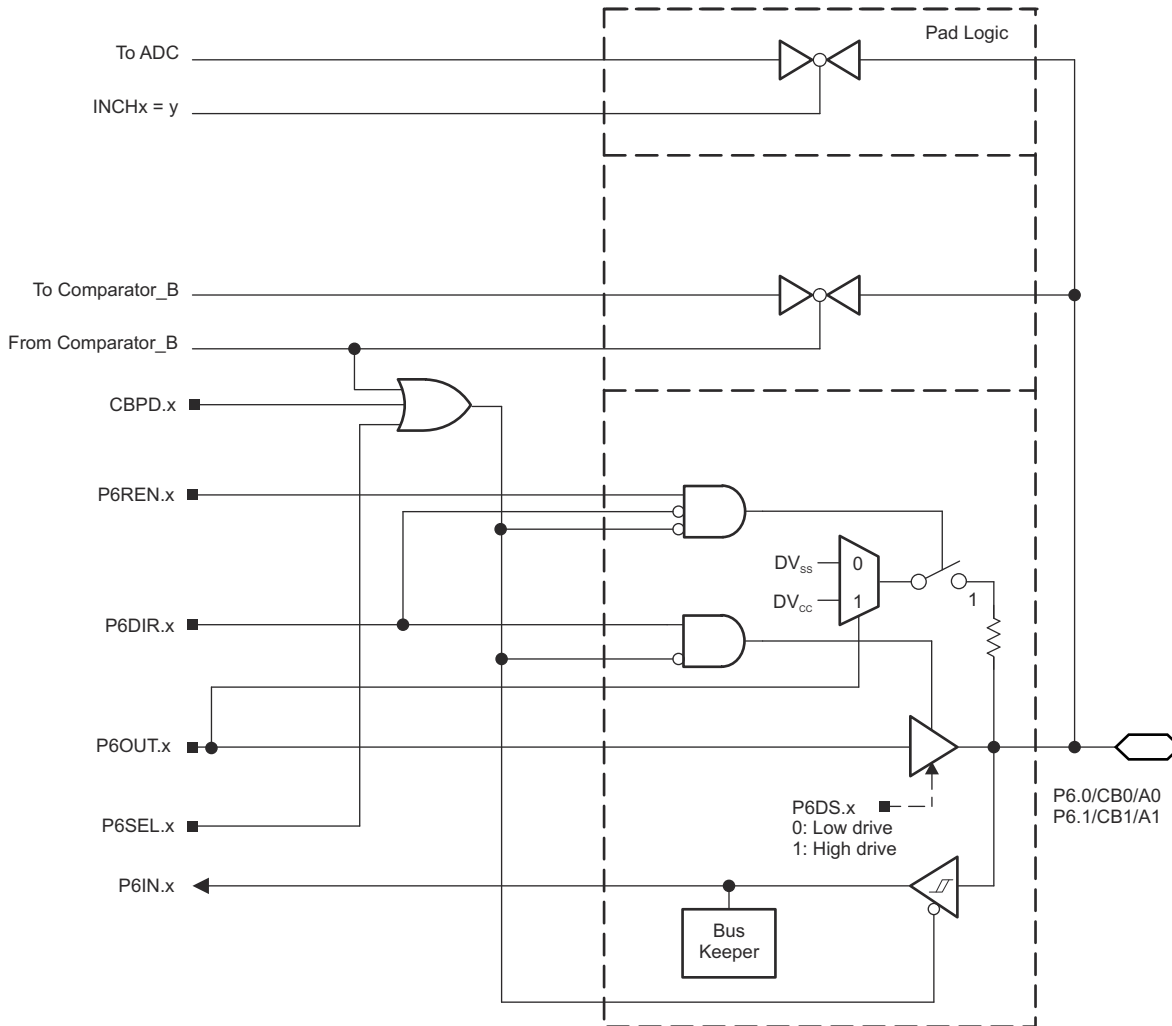 Pad Logic
To ADC
INCHx = y
To Comparator_B
From Comparator_B
CBPD.x
P6REN.x
DVSS
0
DVCC
1
1
P6DIR.x
P6OUT.x
P6DS.x
0: Low drive
1: High drive
P6.0/CB0/A0
P6.1/CB1/A1
P6SEL.x
P6IN.x
Bus
Keeper